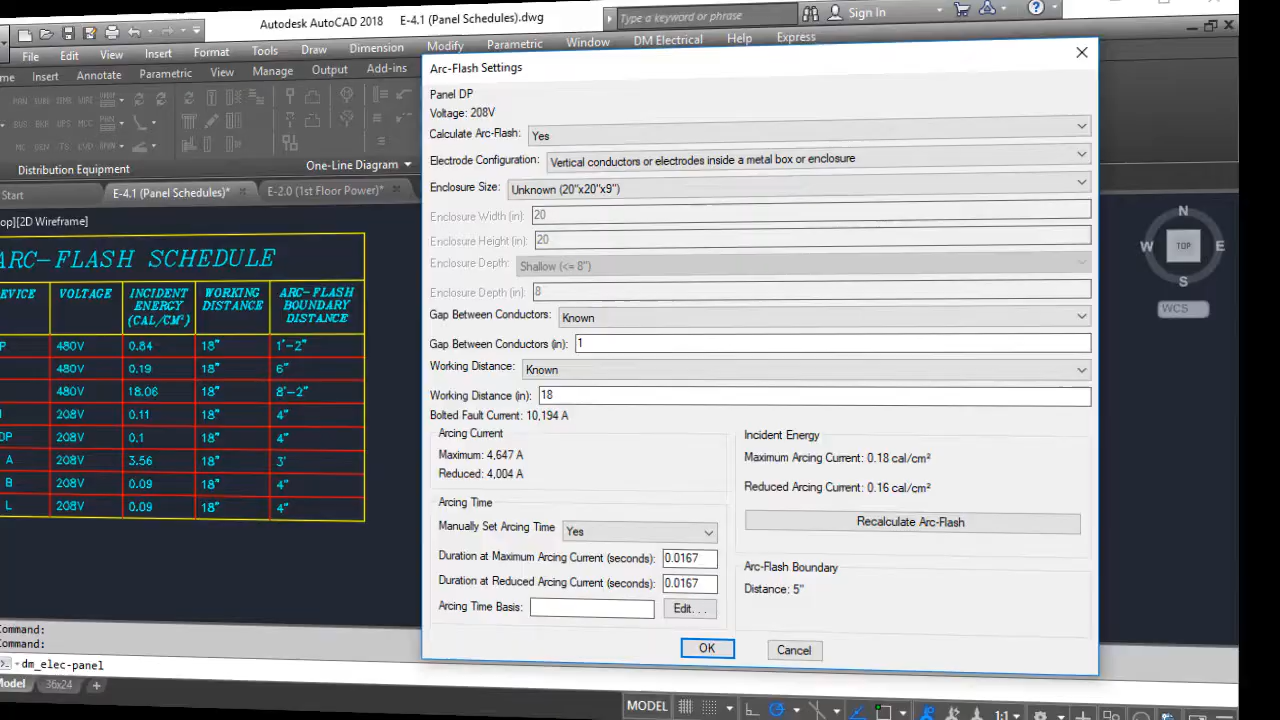 Autodesk AutoCAD 2018 E-4.1 (Panel Schedules).dwg
Type a keyword or phrase
Sign In
File Edit View Insert Format Tools Draw Dimension Modify Parametric Window DM Electrical Help Express
Insert Annotate Parametric View Manage Output Add-ins
Distribution Equipment
One-Line Diagram
Start
E-4.1 (Panel Schedules)*
E-2.0 (1st Floor Power)*
op][2D Wireframe]
ARC-FLASH SCHEDULE
EVICE VOLTAGE INCIDENT ENERGY (CAL/CM²) WORKING DISTANCE ARC-FLASH BOUNDARY DISTANCE
P 480V 0.84 18" 1'-2"
480V 0.19 18" 6"
480V 18.06 18" 8'-2"
208V 0.11 18" 4"
DP 208V 0.1 18" 4"
A 208V 3.56 18" 3'
B 208V 0.09 18" 4"
L 208V 0.09 18" 4"
Arc-Flash Settings
Panel DP
Voltage: 208V
Calculate Arc-Flash: Yes
Electrode Configuration: Vertical conductors or electrodes inside a metal box or enclosure
Enclosure Size: Unknown (20"x20"x9")
Enclosure Width (in): 20
Enclosure Height (in): 20
Enclosure Depth: Shallow (<= 8")
Enclosure Depth (in): 8
Gap Between Conductors: Known
Gap Between Conductors (in): 1
Working Distance: Known
Working Distance (in): 18
Bolted Fault Current: 10,194 A
Arcing Current
Maximum: 4,647 A
Reduced: 4,004 A
Arcing Time
Manually Set Arcing Time Yes
Duration at Maximum Arcing Current (seconds): 0.0167
Duration at Reduced Arcing Current (seconds): 0.0167
Arcing Time Basis: Edit. . .
Incident Energy
Maximum Arcing Current: 0.18 cal/cm²
Reduced Arcing Current: 0.16 cal/cm²
Recalculate Arc-Flash
Arc-Flash Boundary
Distance: 5"
OK Cancel
N
W TOP E
S
WCS
Command:
Command:
dm_elec-panel
Model 36x24 +
MODEL
1:1